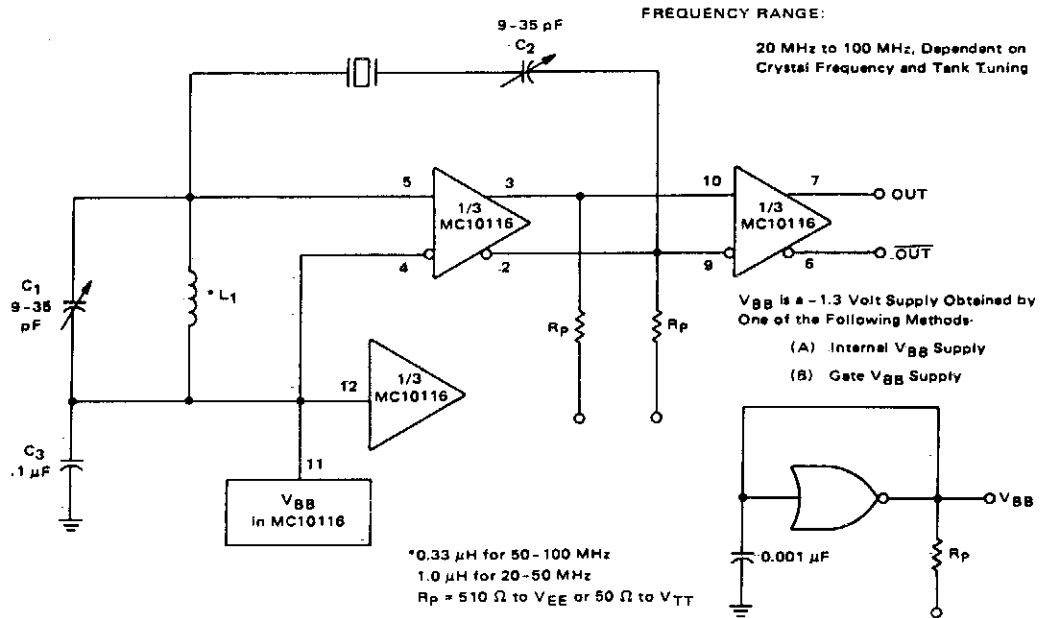 FREQUENCY RANGE:
20 MHz to 100 MHz, Dependent on
Crystal Frequency and Tank Tuning
9-35 pF
C2
5
3
10
7
OUT
1/3
MC10116
1/3
MC10116
4
2
9
6
OUT
C1
9-35
pF
* L1
Rp
Rp
VBB is a -1.3 Volt Supply Obtained by
One of the Following Methods·
(A) Internal VBB Supply
(B) Gate VBB Supply
12
1/3
MC10116
C3
.1 µF
11
VBB
in MC10116
VBB
0.001 µF
Rp
*0.33 µH for 50-100 MHz
1.0 µH for 20-50 MHz
Rp = 510 Ω to VEE or 50 Ω to VTT